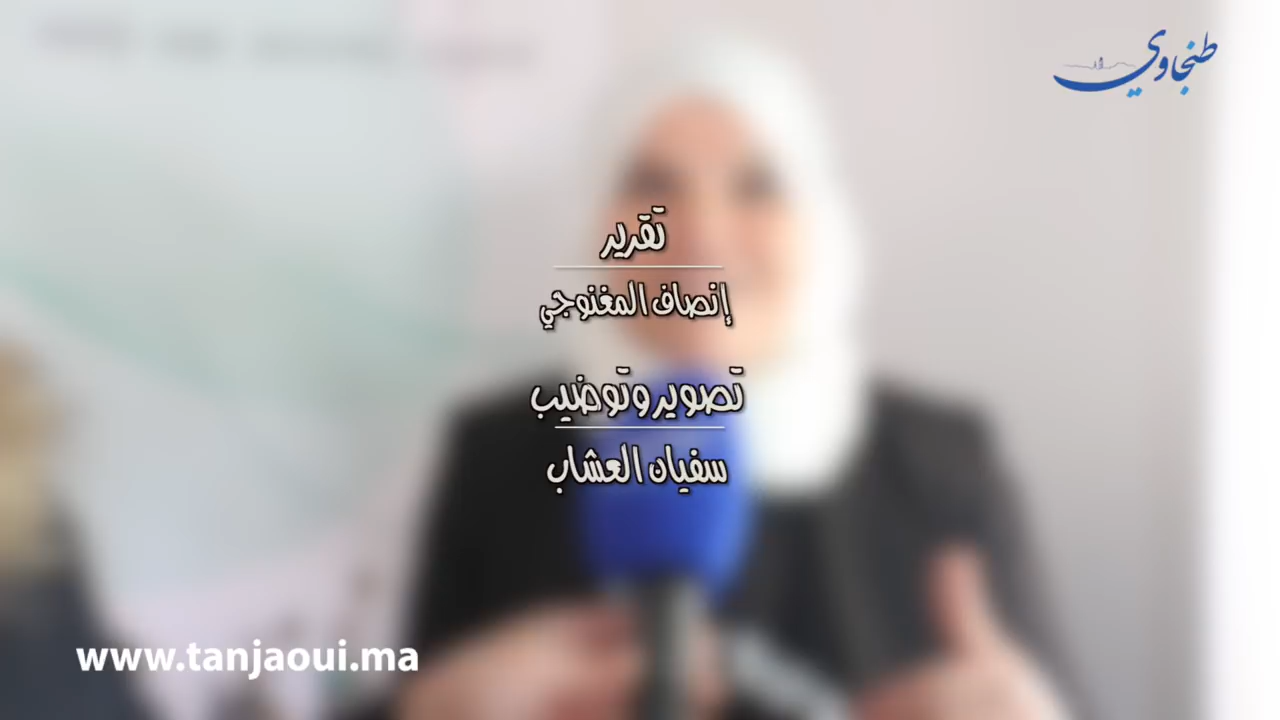 طنجاوي
تقرير
إنصاف المغنوجي
تصوير وتوضيب
سفيان العشاب
www.tanjaoui.ma